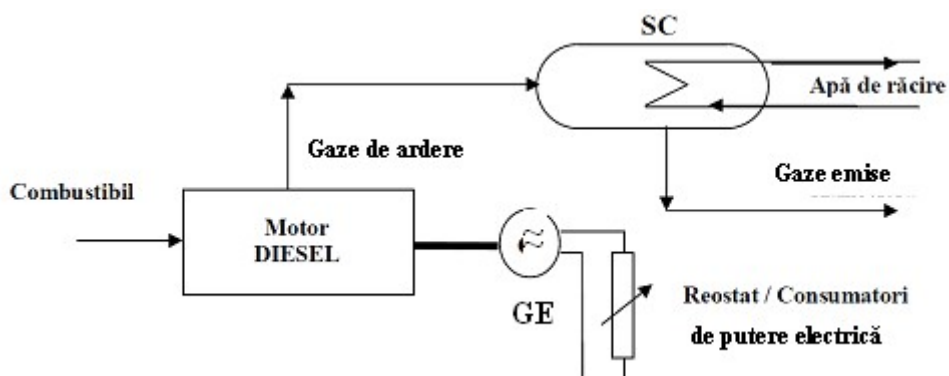 SC
Apă de răcire
Gaze de ardere
Gaze emise
Combustibil
Motor
DIESEL
GE
Reostat / Consumatori
de putere electrică